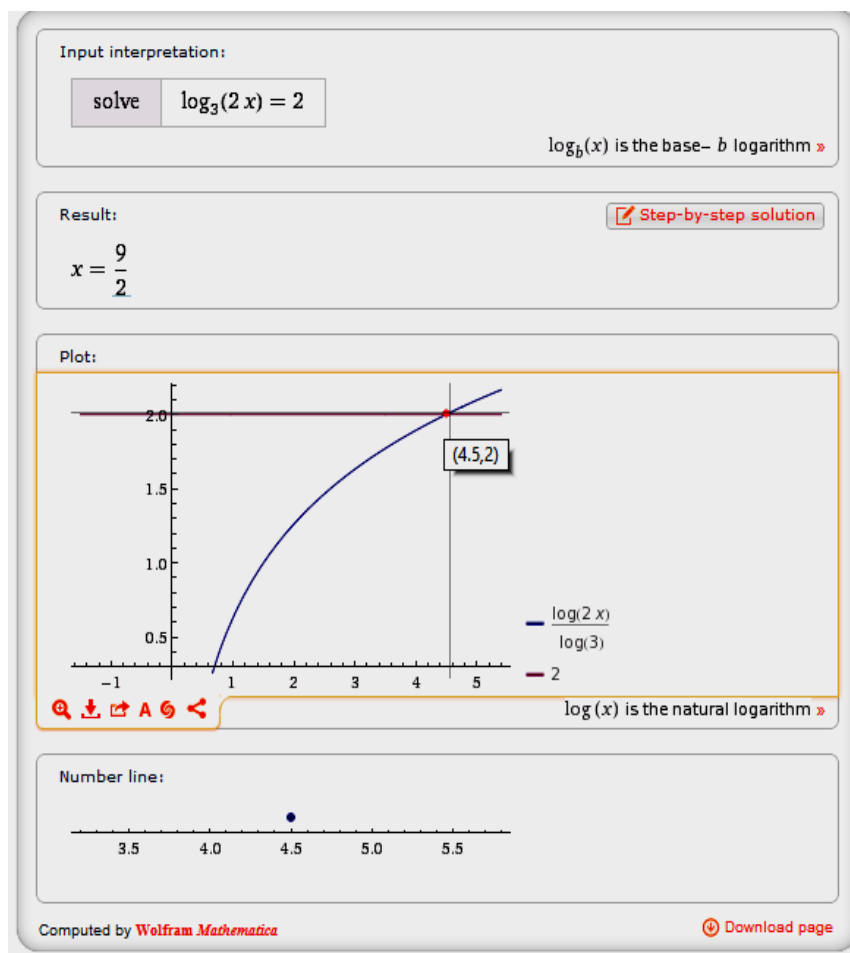 Input interpretation:
solve log₃(2 x) = 2
log_b(x) is the base– b logarithm »
Result:
Step-by-step solution
x = 9/2
Plot:
2.0
(4.5,2)
1.5
1.0
log(2 x)
log(3)
0.5
2
−1 1 2 3 4 5
A
log (x) is the natural logarithm »
Number line:
3.5 4.0 4.5 5.0 5.5
Computed by Wolfram Mathematica
Download page